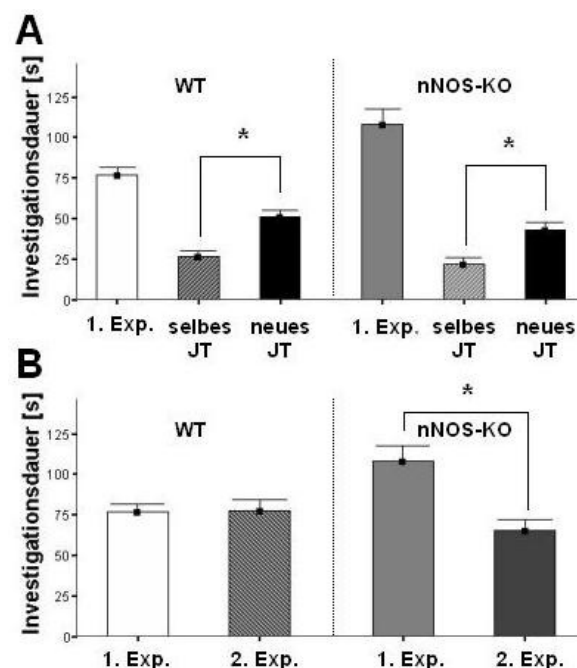 A
Investigationsdauer [s]
125
100
75
50
25
0
WT
nNOS-KO
*
*
1. Exp.
selbes
JT
neues
JT
1. Exp.
selbes
JT
neues
JT
B
Investigationsdauer [s]
125
100
75
50
25
0
WT
nNOS-KO
*
1. Exp.
2. Exp.
1. Exp.
2. Exp.